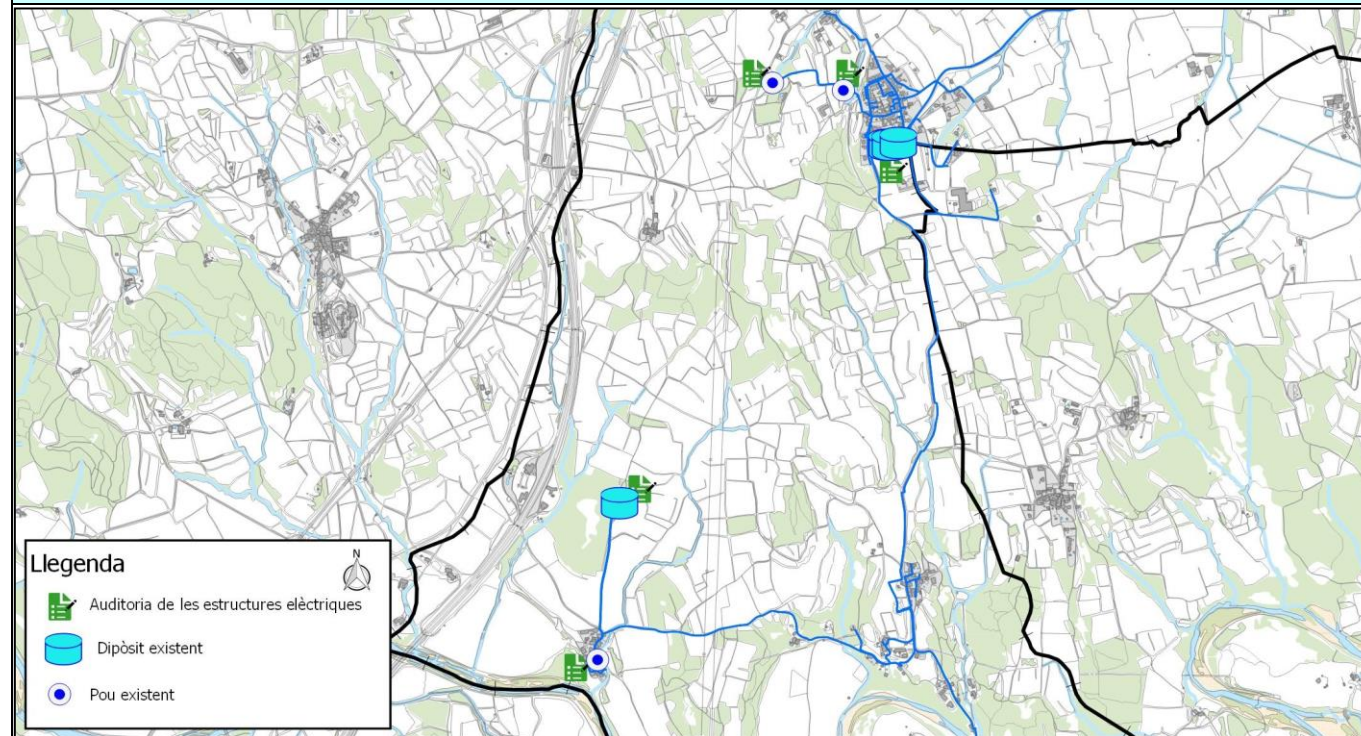 Llegenda
N
Auditoria de les estructures elèctriques
Dipòsit existent
Pou existent